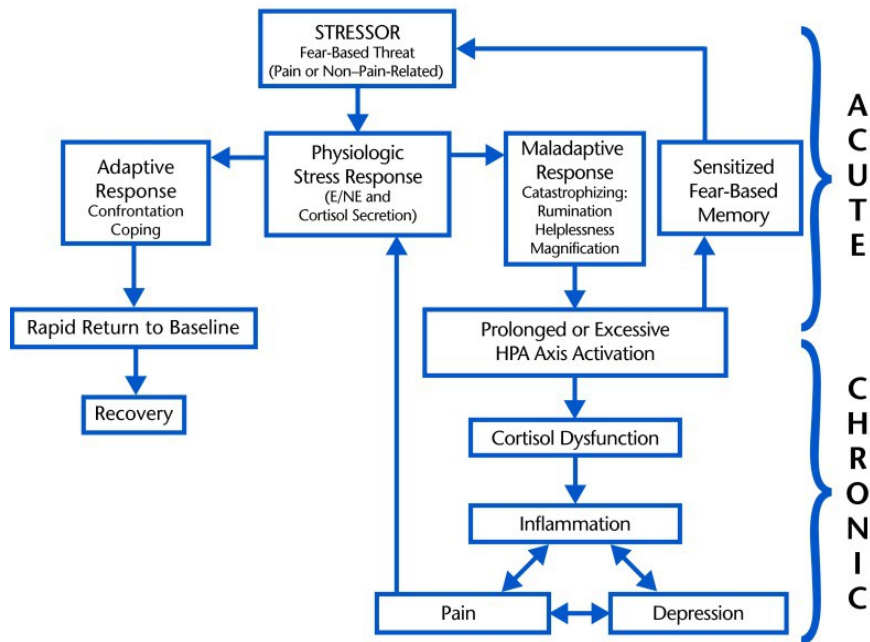 STRESSOR
Fear-Based Threat
(Pain or Non–Pain-Related)
Adaptive
Response
Confrontation
Coping
Physiologic
Stress Response
(E/NE and
Cortisol Secretion)
Maladaptive
Response
Catastrophizing:
Rumination
Helplessness
Magnification
Sensitized
Fear-Based
Memory
Rapid Return to Baseline
Prolonged or Excessive
HPA Axis Activation
Recovery
Cortisol Dysfunction
Inflammation
Pain
Depression
ACUTE
CHRONIC